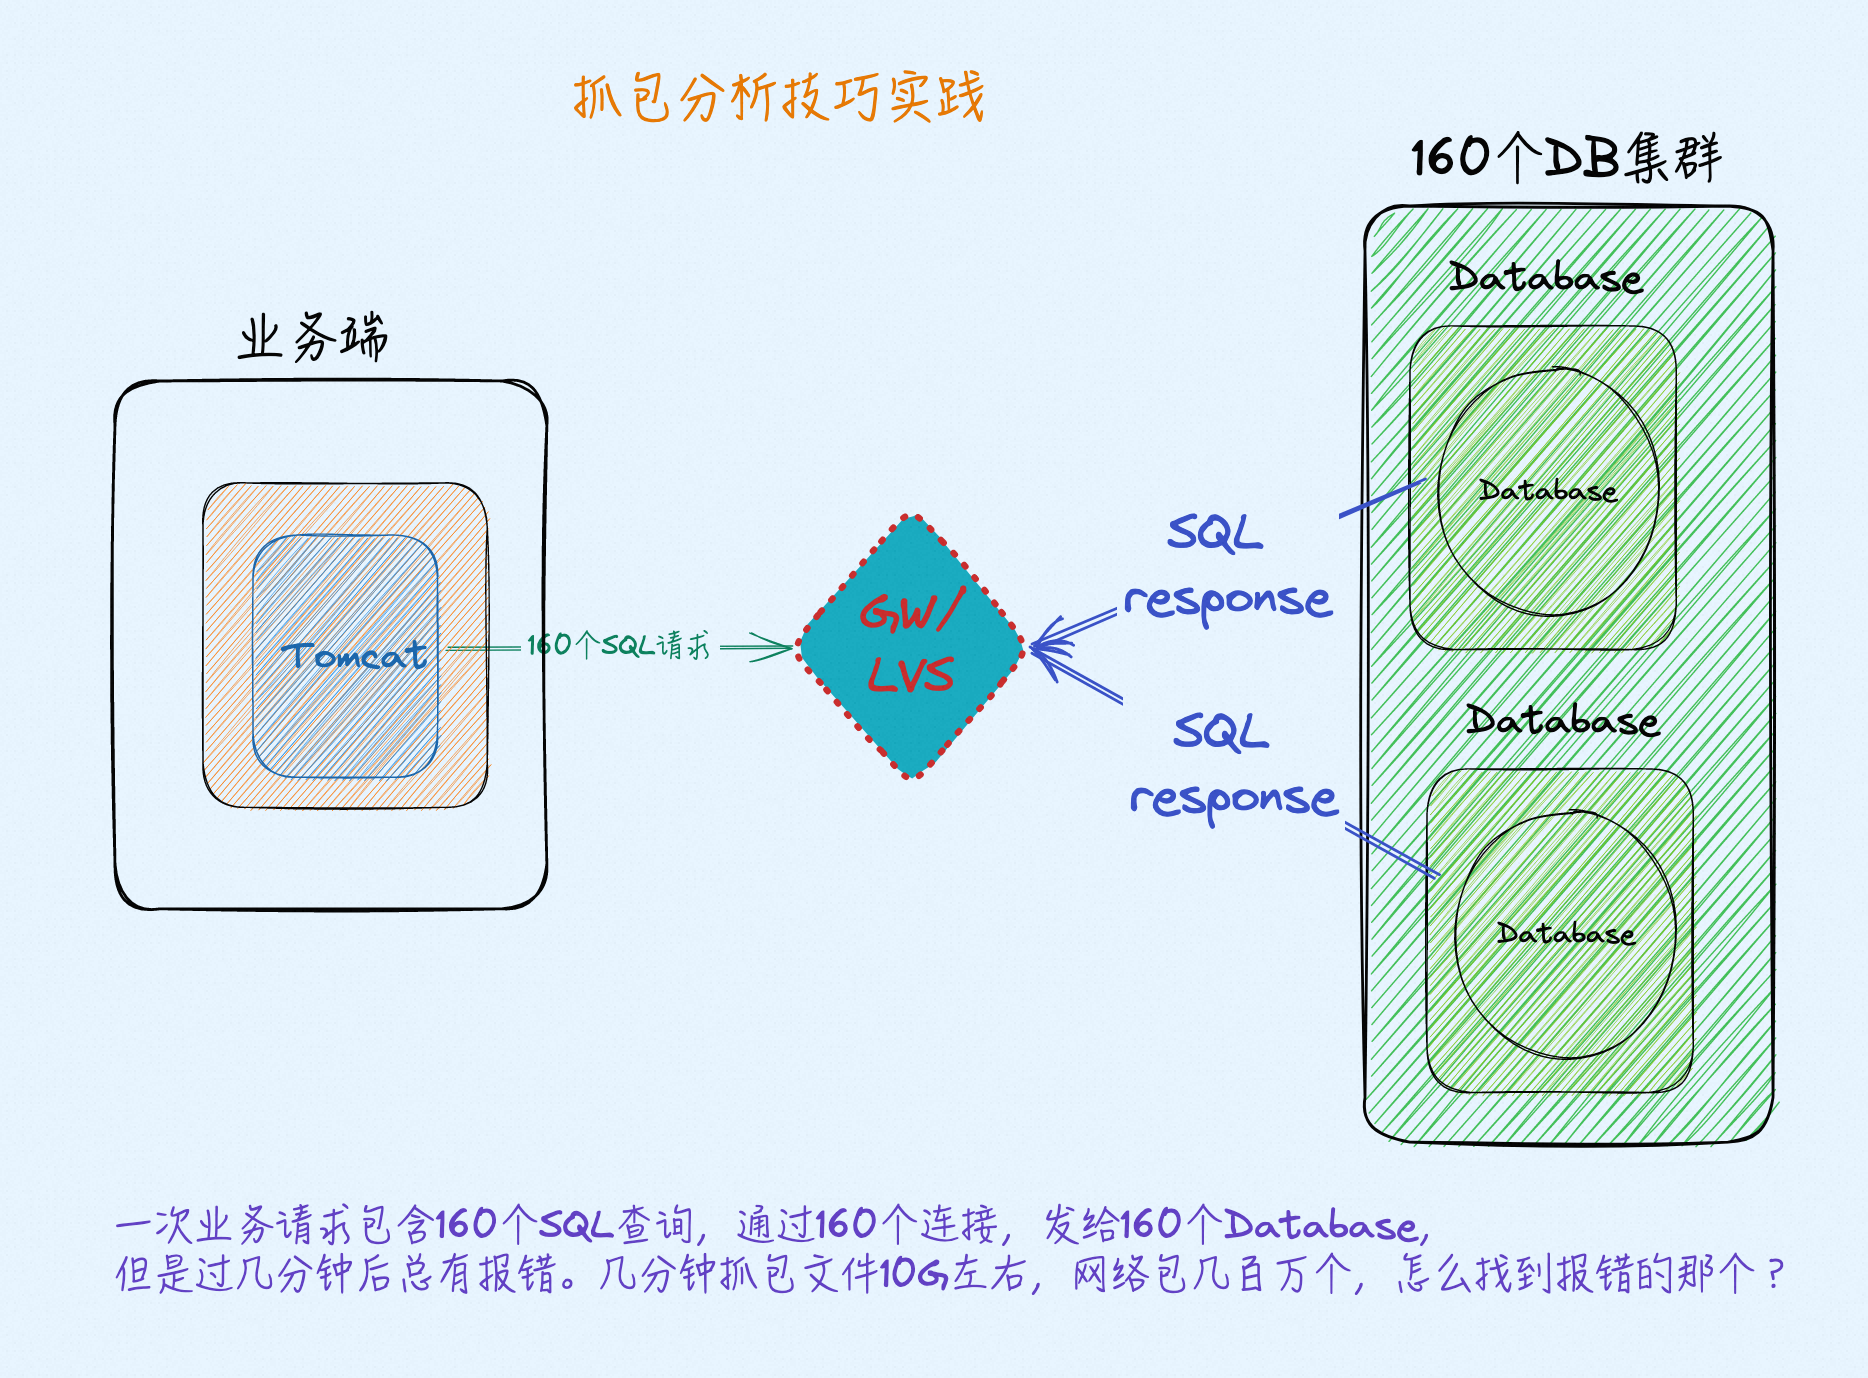 抓包分析技巧实践
160个DB集群
Database
业务端
Database
SQL
response
GW/
LVS
160个SQL请求
Tomcat
Database
SQL
response
Database
一次业务请求包含160个SQL查询，通过160个连接，发给160个Database,
但是过几分钟后总有报错。几分钟抓包文件10G左右，网络包几百万个，怎么找到报错的那个？